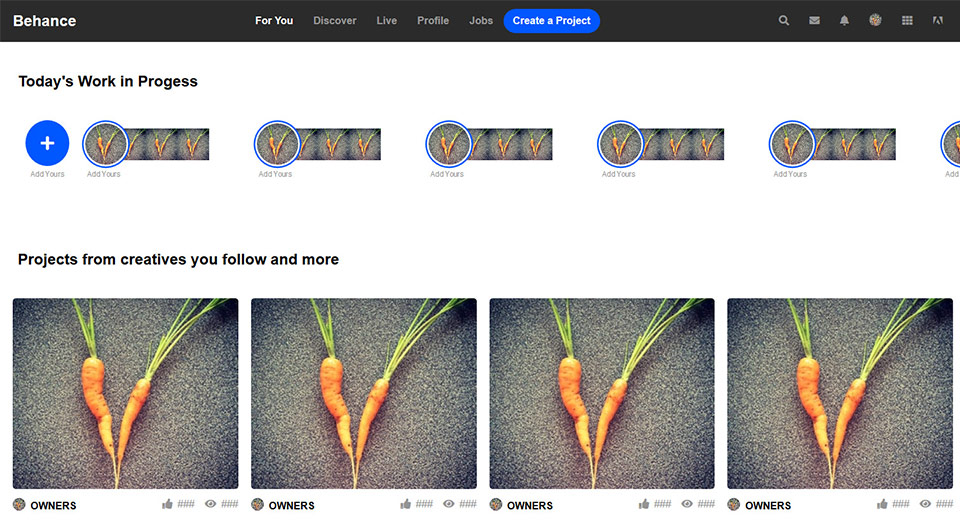 Behance For You Discover Live Profile Jobs Create a Project
Today's Work in Progess
Add Yours Add Yours Add Yours Add Yours Add Yours Add Yours Add
Projects from creatives you follow and more
OWNERS ### ### OWNERS ### ### OWNERS ### ### OWNERS ### ###